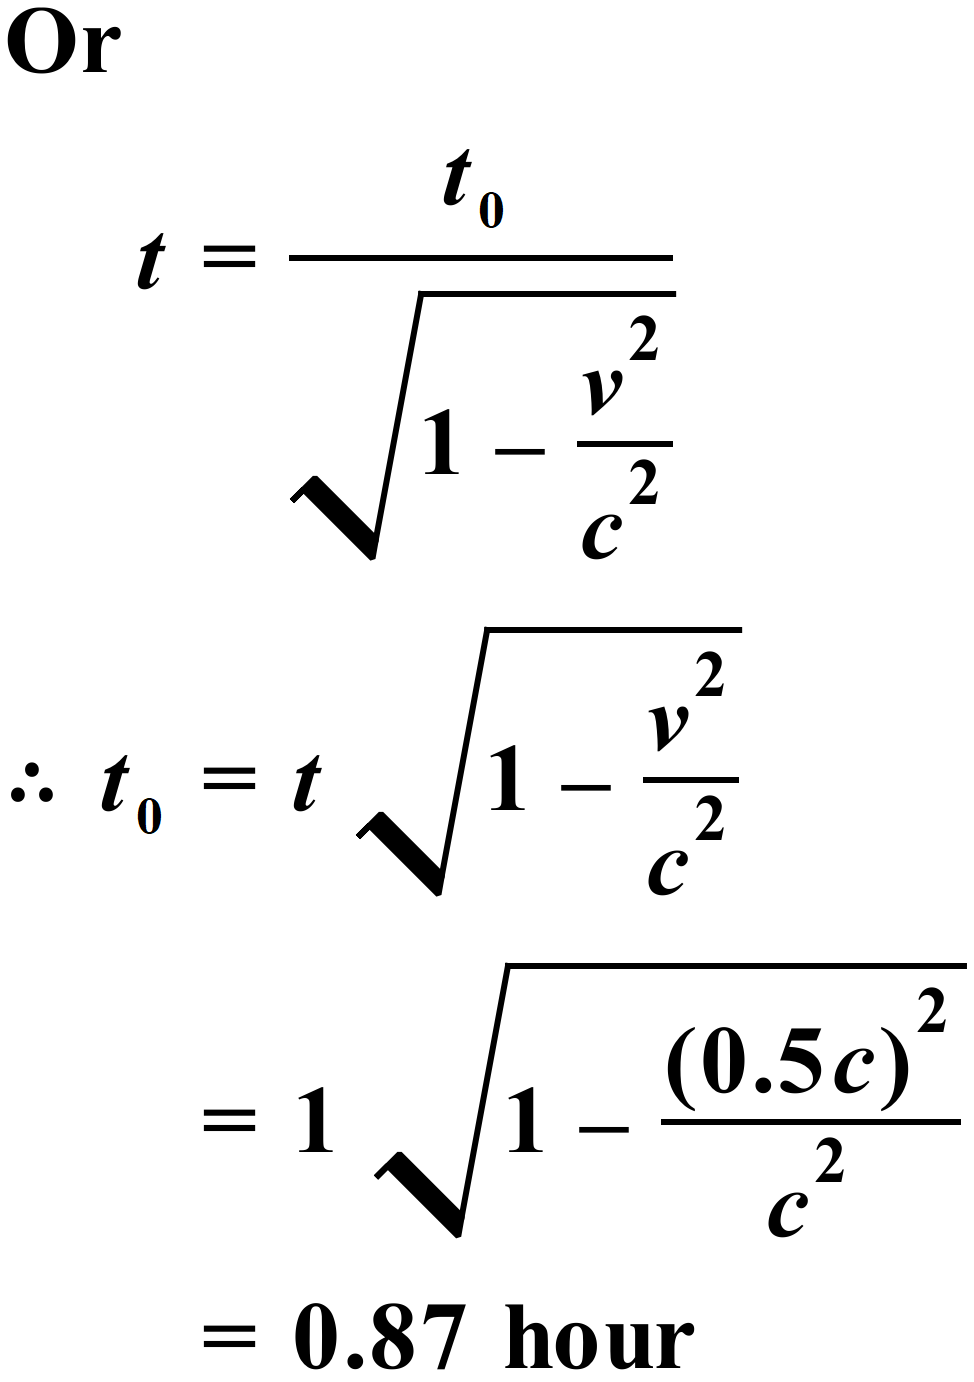 Or
t = t₀ / √(1 − v²/c²)
∴ t₀ = t √(1 − v²/c²)
= 1 √(1 − (0.5c)²/c²)
= 0.87 hour